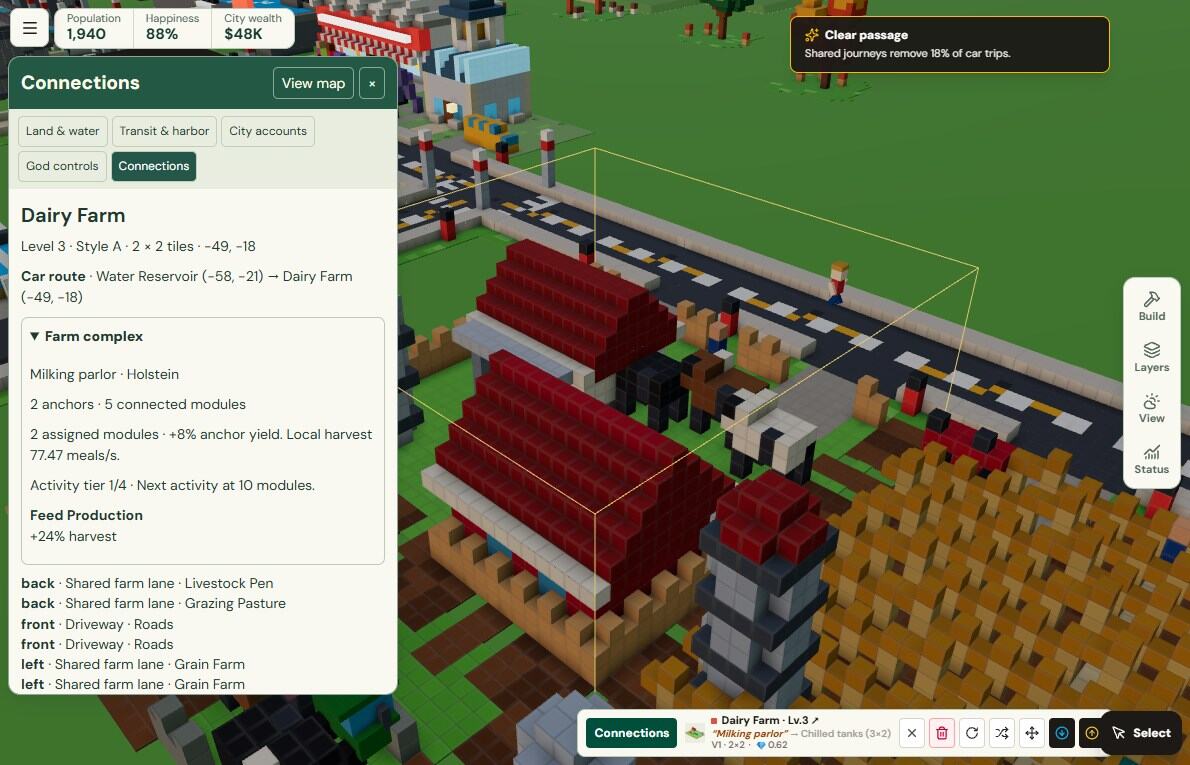 Population
1,940
Happiness
88%
City wealth
$48K
Clear passage
Shared journeys remove 18% of car trips.
Connections
View map
×
Land & water
Transit & harbor
City accounts
God controls
Connections
Dairy Farm
Level 3 · Style A · 2 × 2 tiles · -49, -18
Car route · Water Reservoir (-58, -21) → Dairy Farm
(-49, -18)
▼ Farm complex
Milking parlor · Holstein
2 anchors · 5 connected modules
2 assigned modules · +8% anchor yield. Local harvest
77.47 meals/s.
Activity tier 1/4 · Next activity at 10 modules.
Feed Production
+24% harvest
back · Shared farm lane · Livestock Pen
back · Shared farm lane · Grazing Pasture
front · Driveway · Roads
front · Driveway · Roads
left · Shared farm lane · Grain Farm
left · Shared farm lane · Grain Farm
Build
Layers
View
Status
Connections
Dairy Farm · Lv.3 ↗
"Milking parlor" → Chilled tanks (3×2)
V1 · 2×2 · 💎 0.62
Select